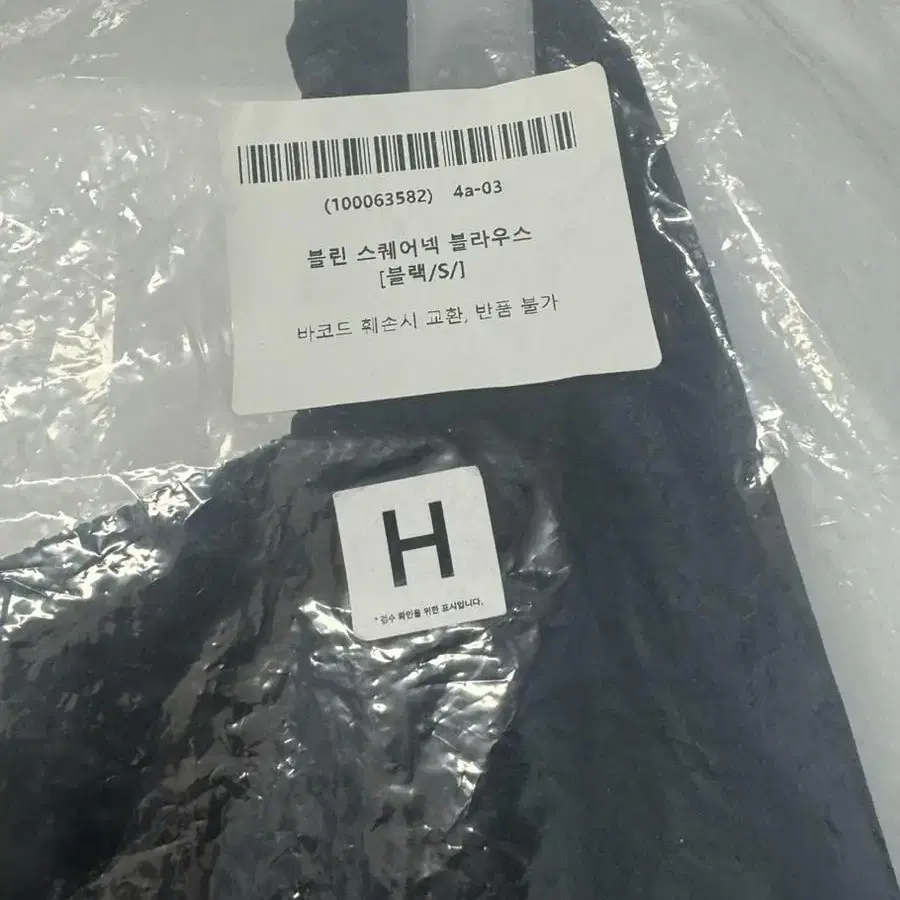 (100063582) 4a-03
블린 스퀘어넥 블라우스
[블랙/S/]
바코드 훼손시 교환, 반품 불가
H
* 검수 확인을 위한 표시입니다.